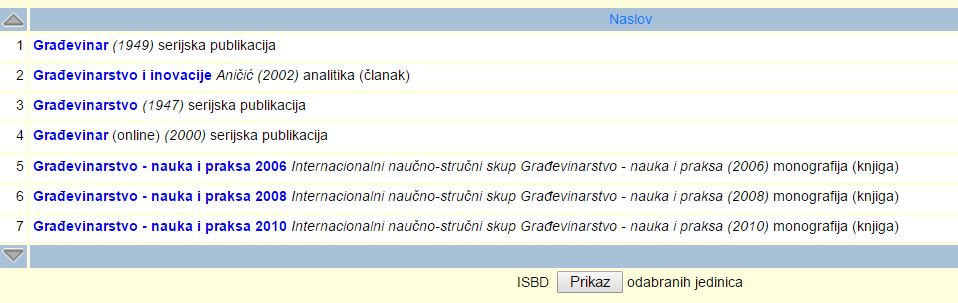 Naslov
1 Građevinar (1949) serijska publikacija
2 Građevinarstvo i inovacije Aničić (2002) analitika (članak)
3 Građevinarstvo (1947) serijska publikacija
4 Građevinar (online) (2000) serijska publikacija
5 Građevinarstvo - nauka i praksa 2006 Internacionalni naučno-stručni skup Građevinarstvo - nauka i praksa (2006) monografija (knjiga)
6 Građevinarstvo - nauka i praksa 2008 Internacionalni naučno-stručni skup Građevinarstvo - nauka i praksa (2008) monografija (knjiga)
7 Građevinarstvo - nauka i praksa 2010 Internacionalni naučno-stručni skup Građevinarstvo - nauka i praksa (2010) monografija (knjiga)
ISBD Prikaz odabranih jedinica